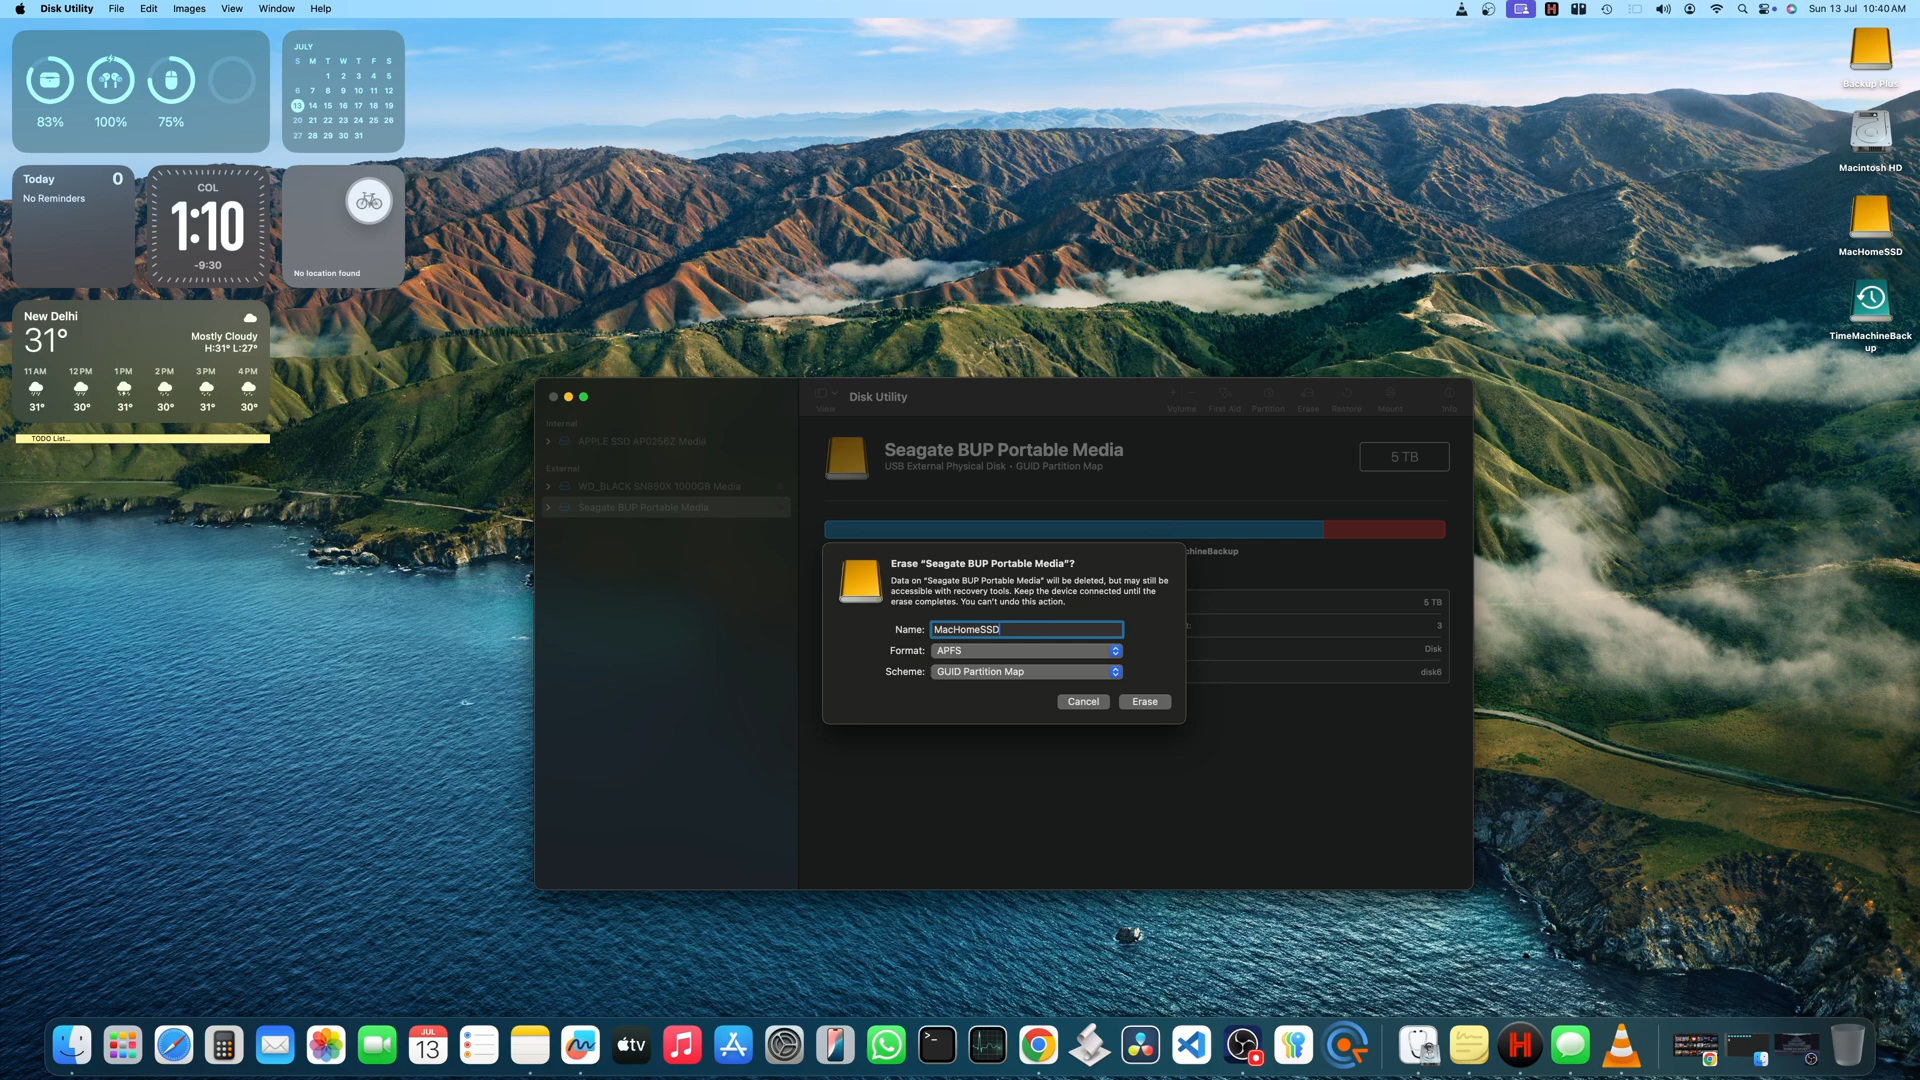 Disk Utility File Edit Images View Window Help
Sun 13 Jul 10:40 AM
83% 100% 75%
JULY
S M T W T F S
1 2 3 4 5
6 7 8 9 10 11 12
13 14 15 16 17 18 19
20 21 22 23 24 25 26
27 28 29 30 31
Today 0
No Reminders
COL
1:10
-9:30
No location found
New Delhi
31°
Mostly Cloudy
H:31° L:27°
11 AM 12 PM 1 PM 2 PM 3 PM 4 PM
31° 30° 31° 30° 31° 30°
TODO List...
Backup Plus
Macintosh HD
MacHomeSSD
TimeMachineBack
up
Disk Utility
View
Volume First Aid Partition Erase Restore Mount Info
Internal
APPLE SSD AP0256Z Media
External
WD_BLACK SN850X 1000GB Media
Seagate BUP Portable Media
Seagate BUP Portable Media
USB External Physical Disk • GUID Partition Map
5 TB
chineBackup
5 TB
3
Disk
disk6
Erase “Seagate BUP Portable Media”?
Data on “Seagate BUP Portable Media” will be deleted, but may still be
accessible with recovery tools. Keep the device connected until the
erase completes. You can’t undo this action.
Name: MacHomeSSD
Format: APFS
Scheme: GUID Partition Map
Cancel Erase
JUL
13
tv